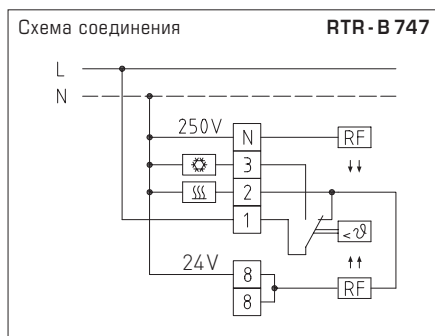 Схема соединения RTR-B 747
L
N
250V N RF
3
2
1 <ϑ
24V 8 RF
8